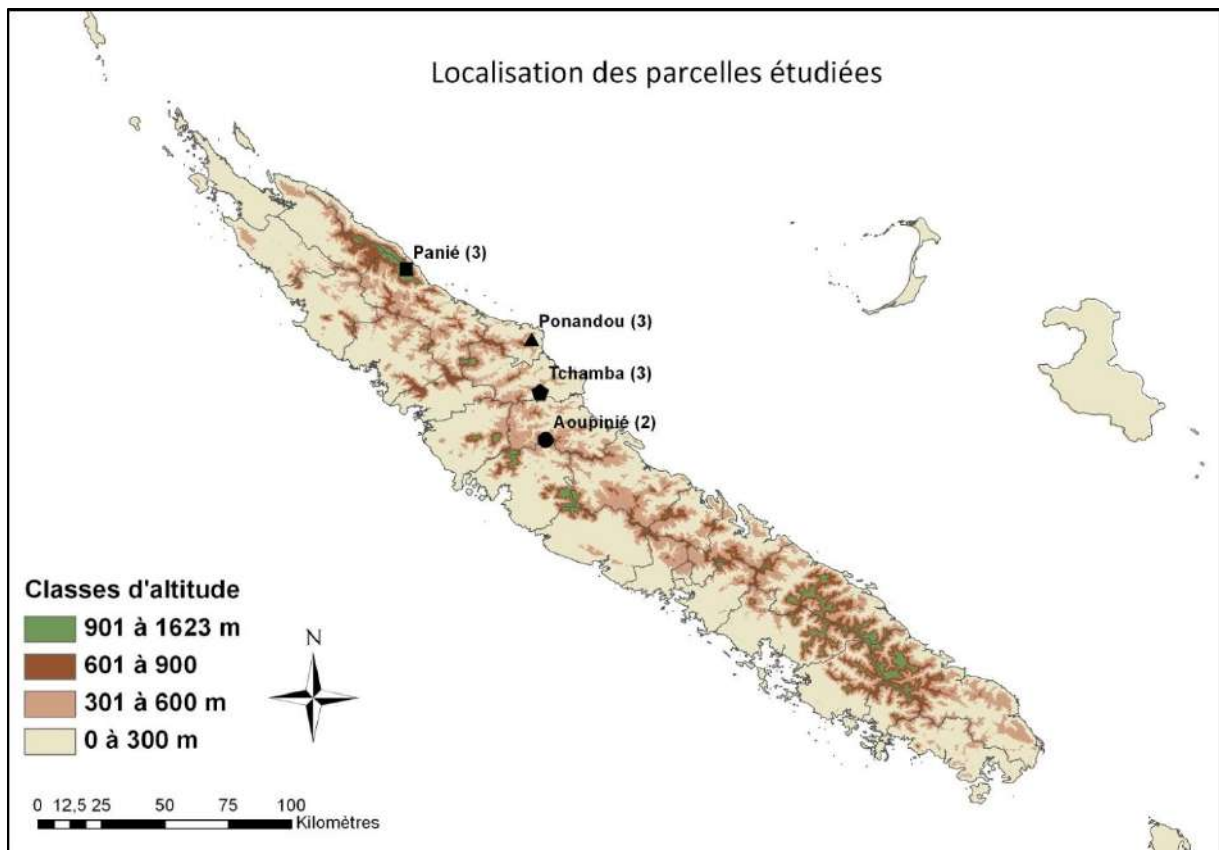 Localisation des parcelles étudiées
Panié (3)
Ponandou (3)
Tchamba (3)
Aoupinié (2)
Classes d'altitude
901 à 1623 m
601 à 900
301 à 600 m
0 à 300 m
N
0 12,5 25 50 75 100
Kilomètres